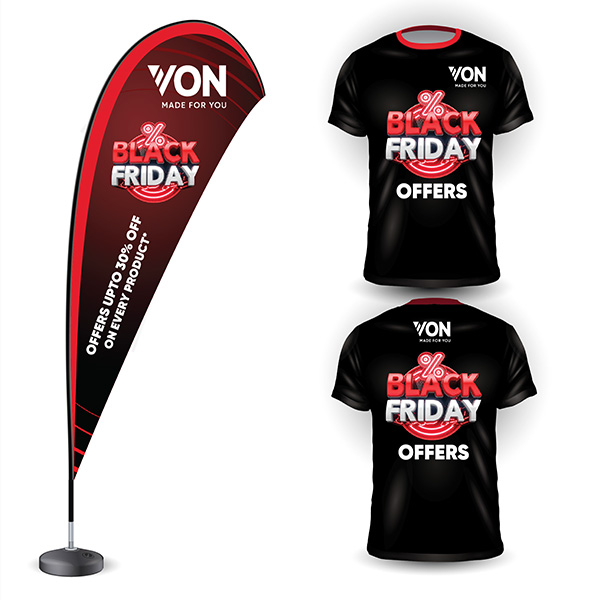 VON
MADE FOR YOU
%
BLACK
FRIDAY
OFFERS UPTO 30% OFF
ON EVERY PRODUCT*
VON
MADE FOR YOU
%
BLACK
FRIDAY
OFFERS
VON
MADE FOR YOU
%
BLACK
FRIDAY
OFFERS